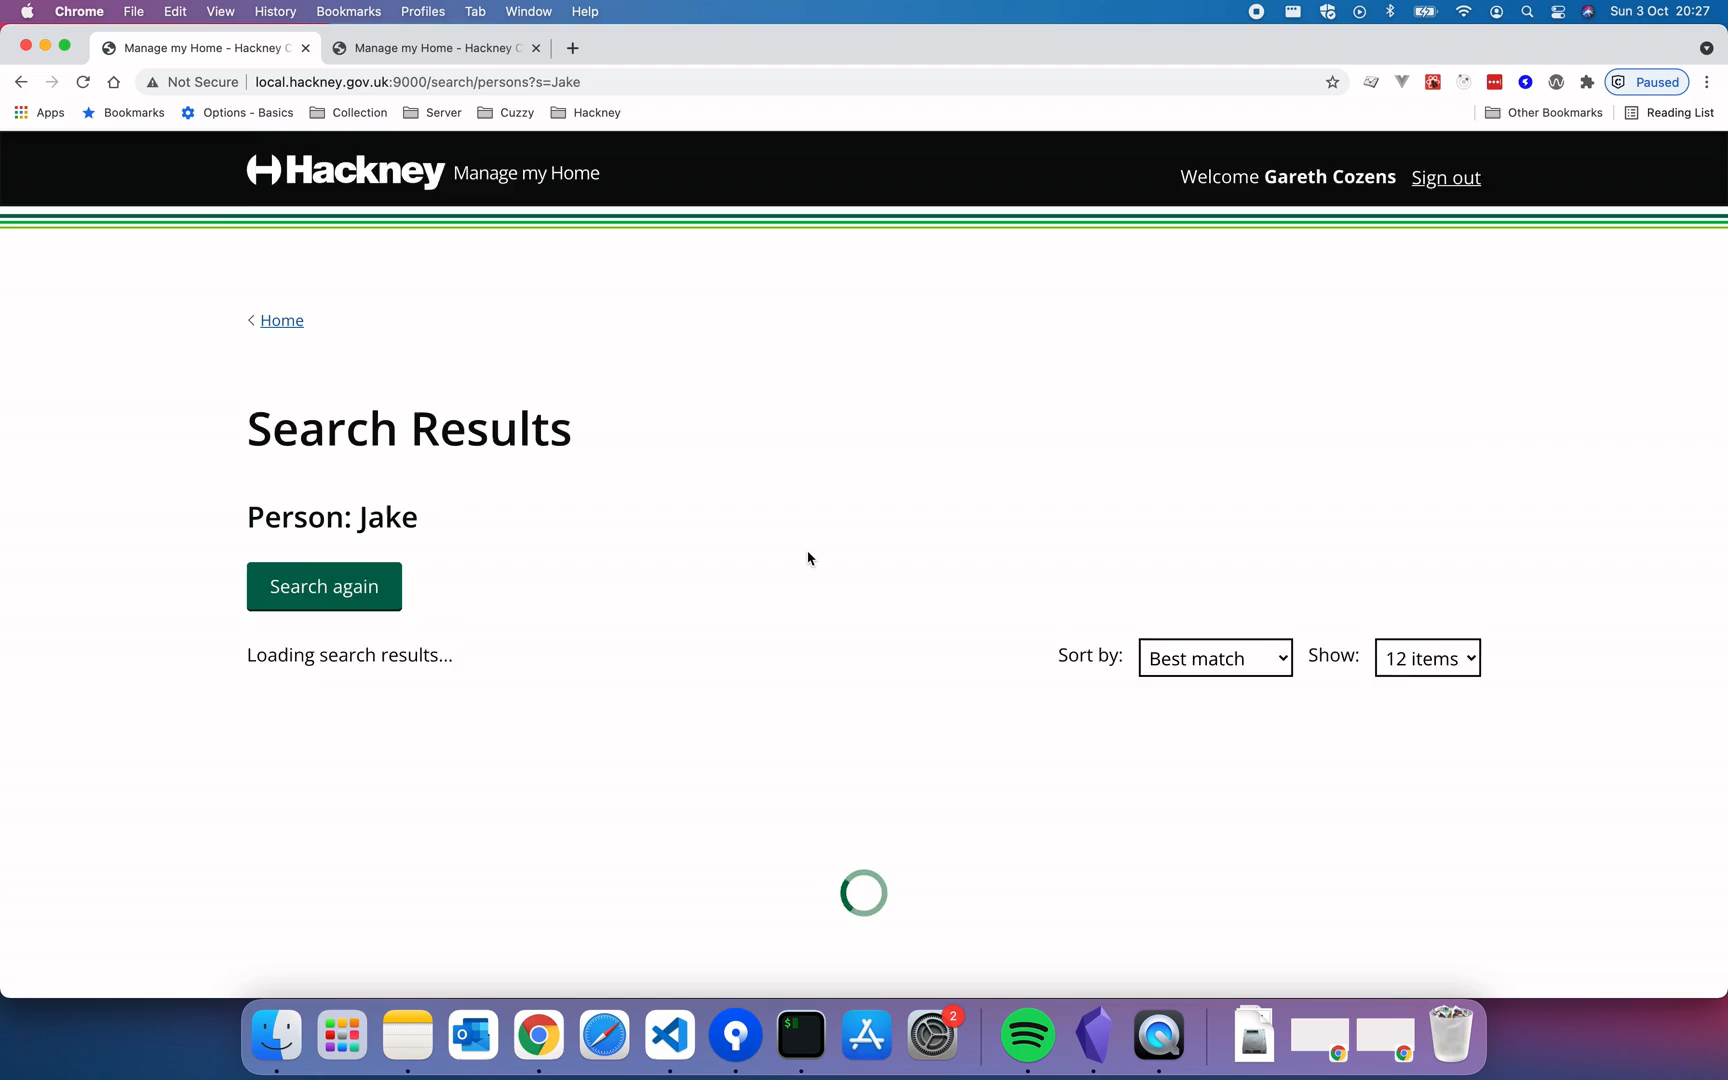 Chrome File Edit View History Bookmarks Profiles Tab Window Help Sun 3 Oct 20:27
Manage my Home - Hackney C Manage my Home - Hackney C
Not Secure local.hackney.gov.uk:9000/search/persons?s=Jake Paused
Apps Bookmarks Options - Basics Collection Server Cuzzy Hackney Other Bookmarks Reading List
Hackney Manage my Home Welcome Gareth Cozens Sign out
Home
Search Results
Person: Jake
Search again
Loading search results... Sort by: Best match Show: 12 items
2